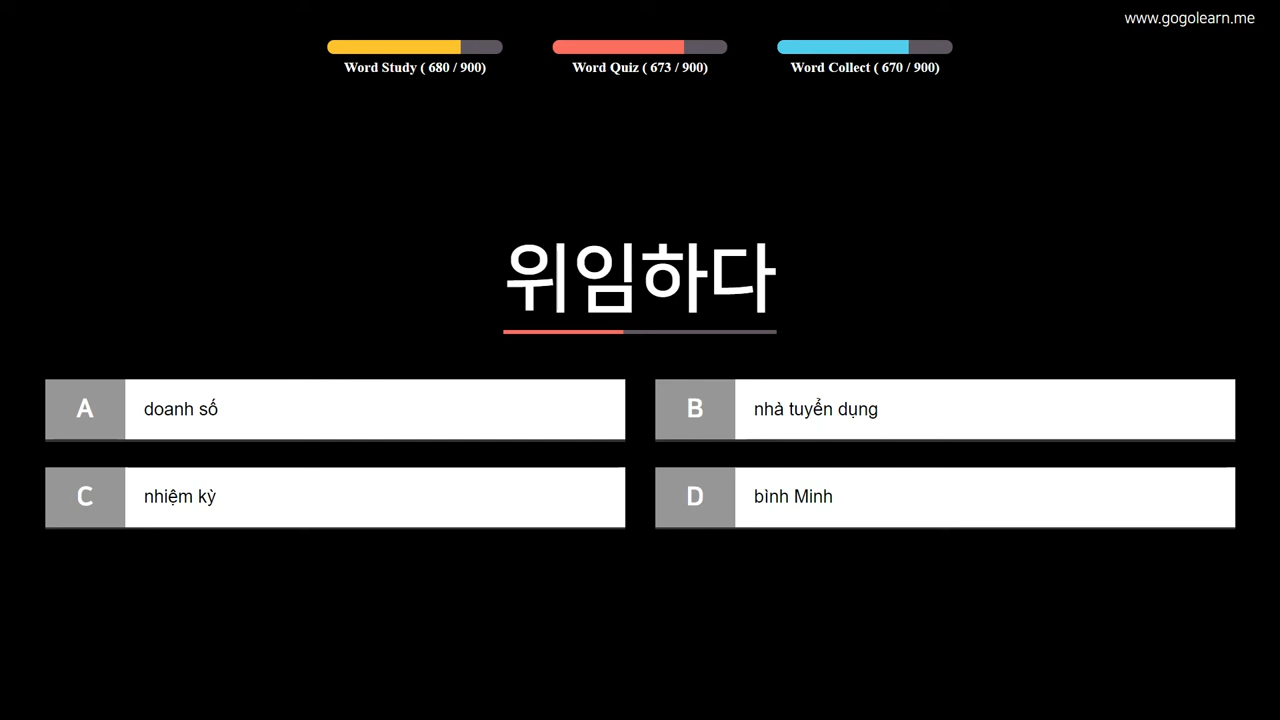 www.gogolearn.me
Word Study ( 680 / 900)
Word Quiz ( 673 / 900)
Word Collect ( 670 / 900)
위임하다
A doanh số
B nhà tuyển dụng
C nhiệm kỳ
D bình Minh